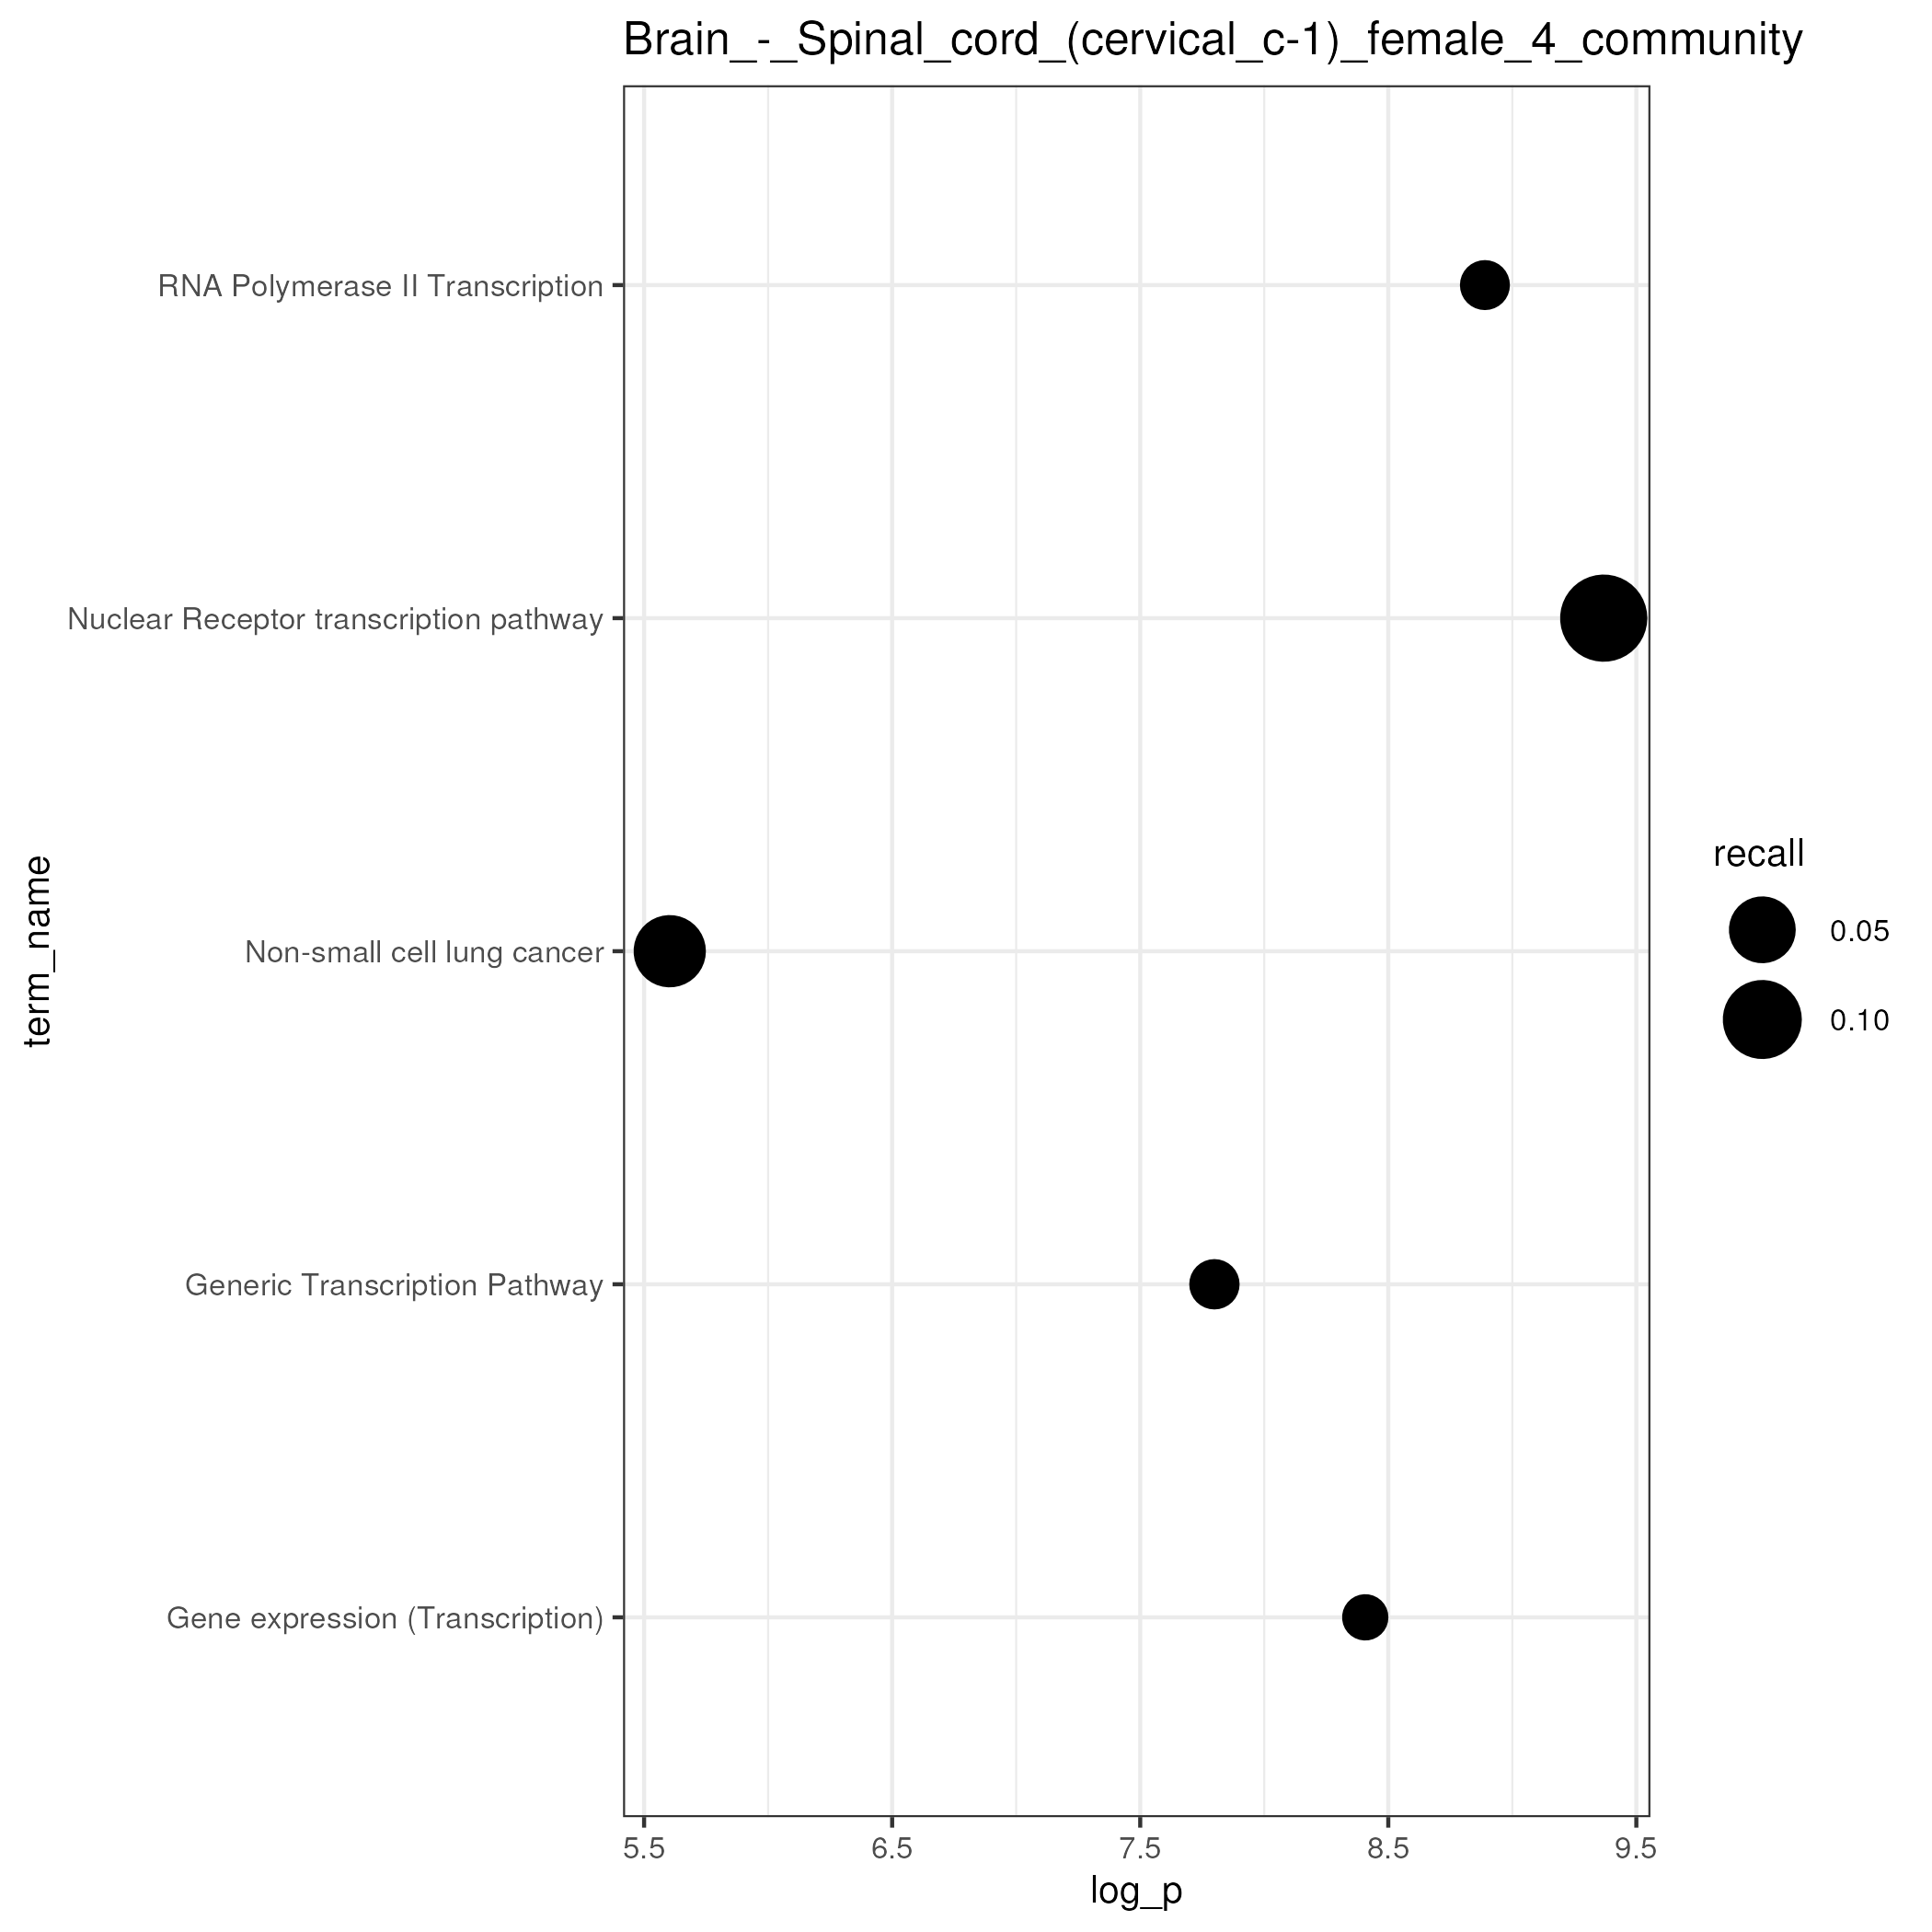 Brain_-_Spinal_cord_(cervical_c-1)_female_4_community
term_name
RNA Polymerase II Transcription
Nuclear Receptor transcription pathway
Non-small cell lung cancer
Generic Transcription Pathway
Gene expression (Transcription)
5.5 6.5 7.5 8.5 9.5
log_p
recall
0.05
0.10